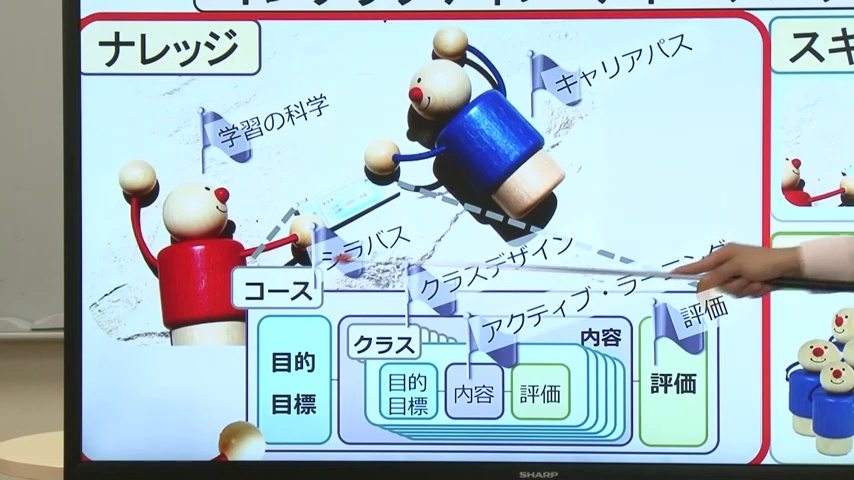 ナレッジ
スキ
キャリアパス
学習の科学
シラバス
クラスデザイン
アクティブ・ラーニング
評価
コース
目的
目標
クラス
内容
目的
目標
内容
評価
評価
SHARP